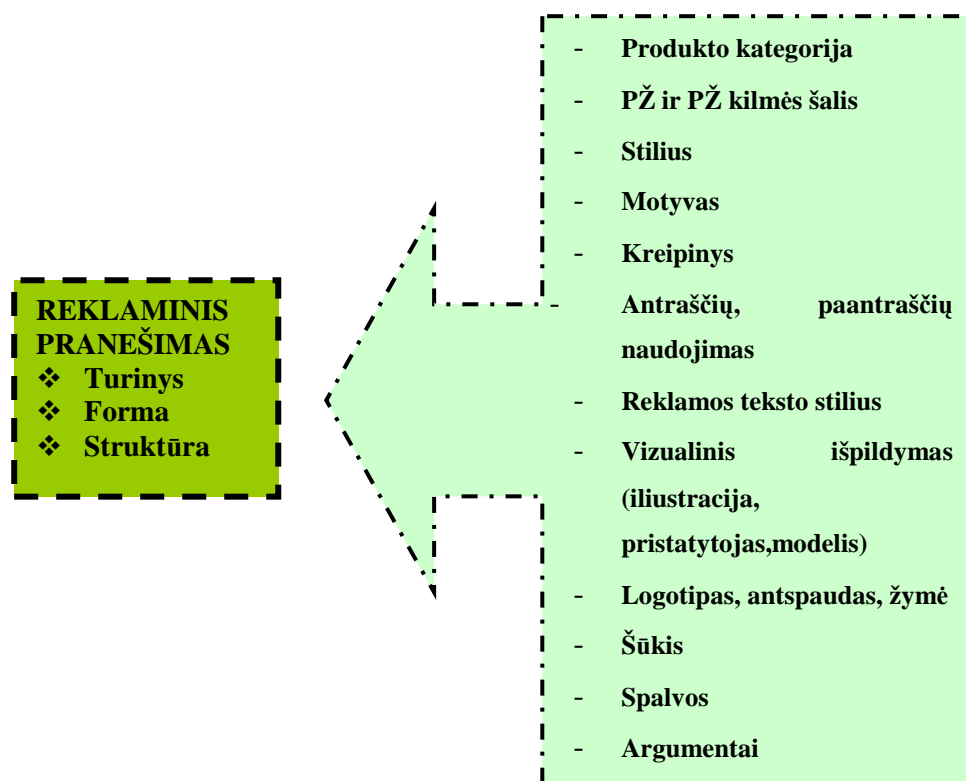 REKLAMINIS
PRANEŠIMAS
❖ Turinys
❖ Forma
❖ Struktūra
- Produkto kategorija
- PŽ ir PŽ kilmės šalis
- Stilius
- Motyvas
- Kreipinys
- Antraščių, paantraščių
naudojimas
- Reklamos teksto stilius
- Vizualinis išpildymas
(iliustracija,
pristatytojas,modelis)
- Logotipas, antspaudas, žymė
- Šūkis
- Spalvos
- Argumentai